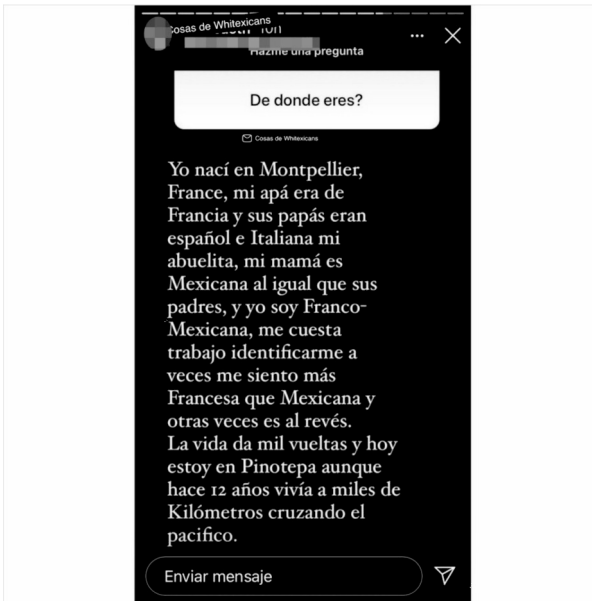 Cosas de Whitexicans
Hazme una pregunta
De donde eres?
Cosas de Whitexicans
Yo nací en Montpellier,
France, mi apá era de
Francia y sus papás eran
español e Italiana mi
abuelita, mi mamá es
Mexicana al igual que sus
padres, y yo soy Franco-
Mexicana, me cuesta
trabajo identificarme a
veces me siento más
Francesa que Mexicana y
otras veces es al revés.
La vida da mil vueltas y hoy
estoy en Pinotepa aunque
hace 12 años vivía a miles de
Kilómetros cruzando el
pacifico.
Enviar mensaje